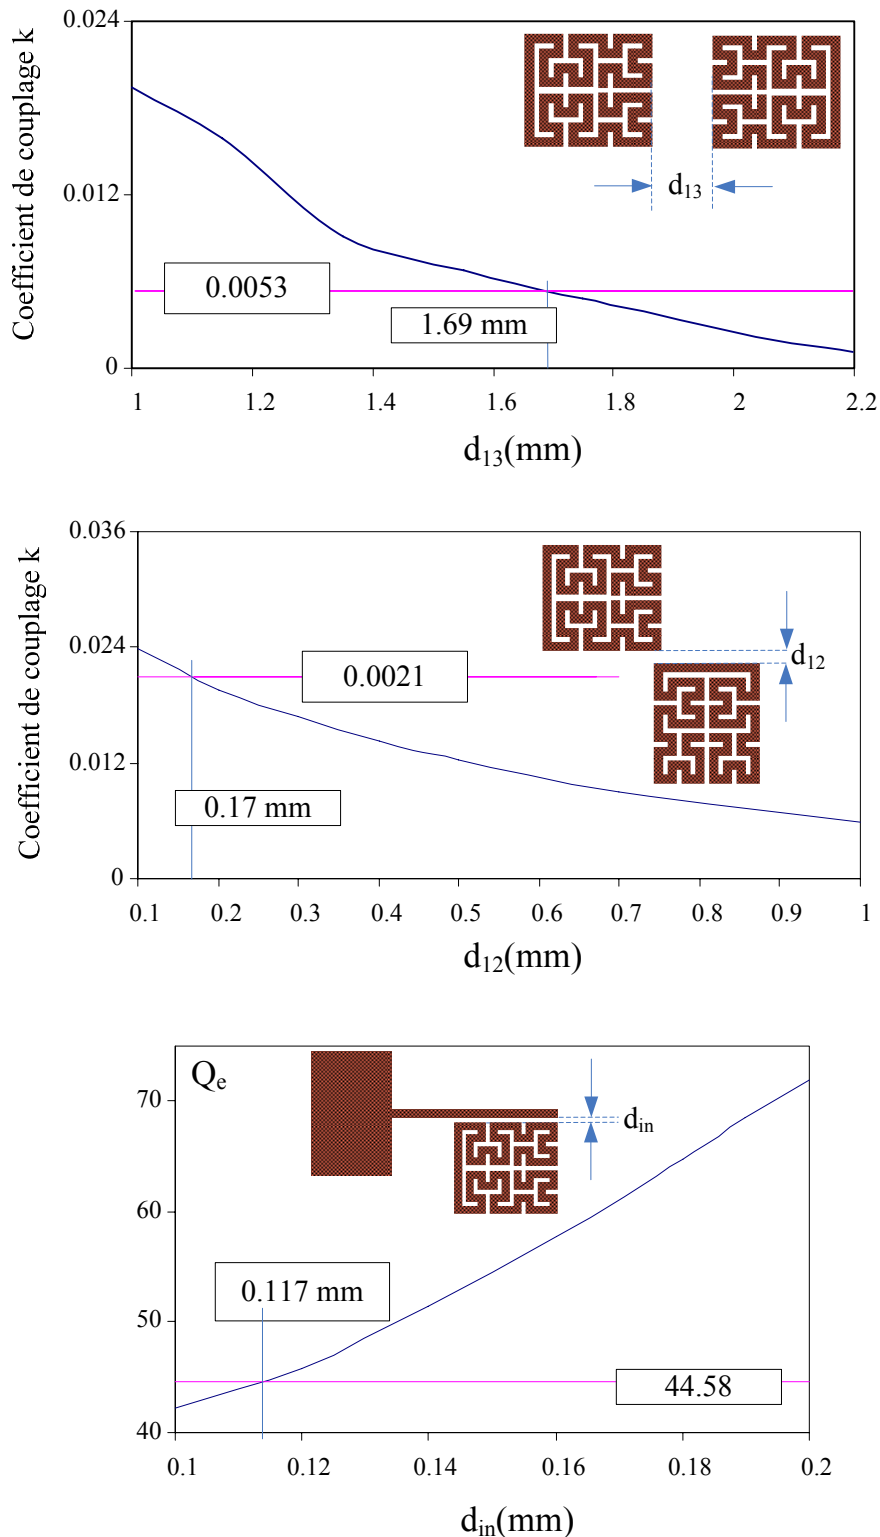 Coefficient de couplage k
0.024
0.012
0
d13
0.0053
1.69 mm
1 1.2 1.4 1.6 1.8 2 2.2
d13(mm)
Coefficient de couplage k
0.036
0.024
0.012
0
d12
0.0021
0.17 mm
0.1 0.2 0.3 0.4 0.5 0.6 0.7 0.8 0.9 1
d12(mm)
Qe
70
60
50
40
din
0.117 mm
44.58
0.1 0.12 0.14 0.16 0.18 0.2
din(mm)